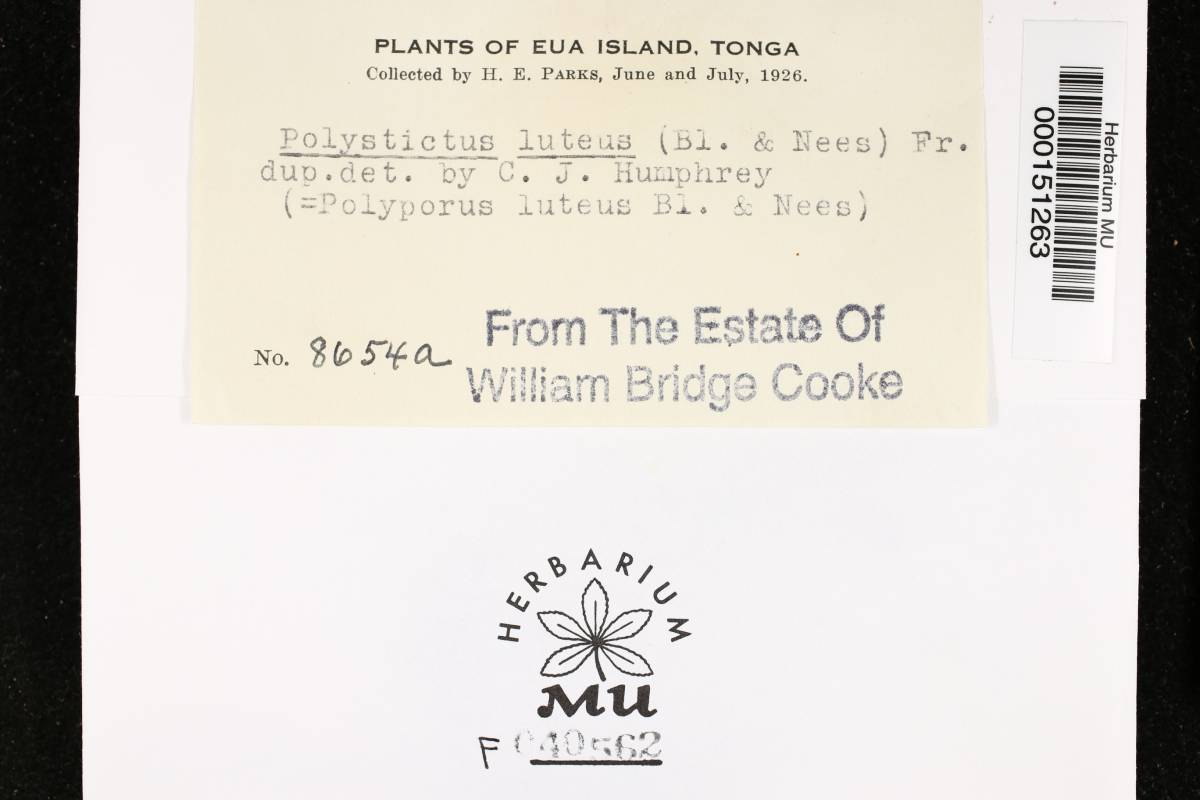 PLANTS OF EUA ISLAND, TONGA
Collected by H. E. PARKS, June and July, 1926.
Polystictus luteus (Bl. & Nees) Fr.
dup.det. by C. J. Humphrey
(=Polyporus luteus Bl. & Nees)
No. 8654a
From The Estate Of
William Bridge Cooke
Herbarium MU
000151263
HERBARIUM
MU
F 040562